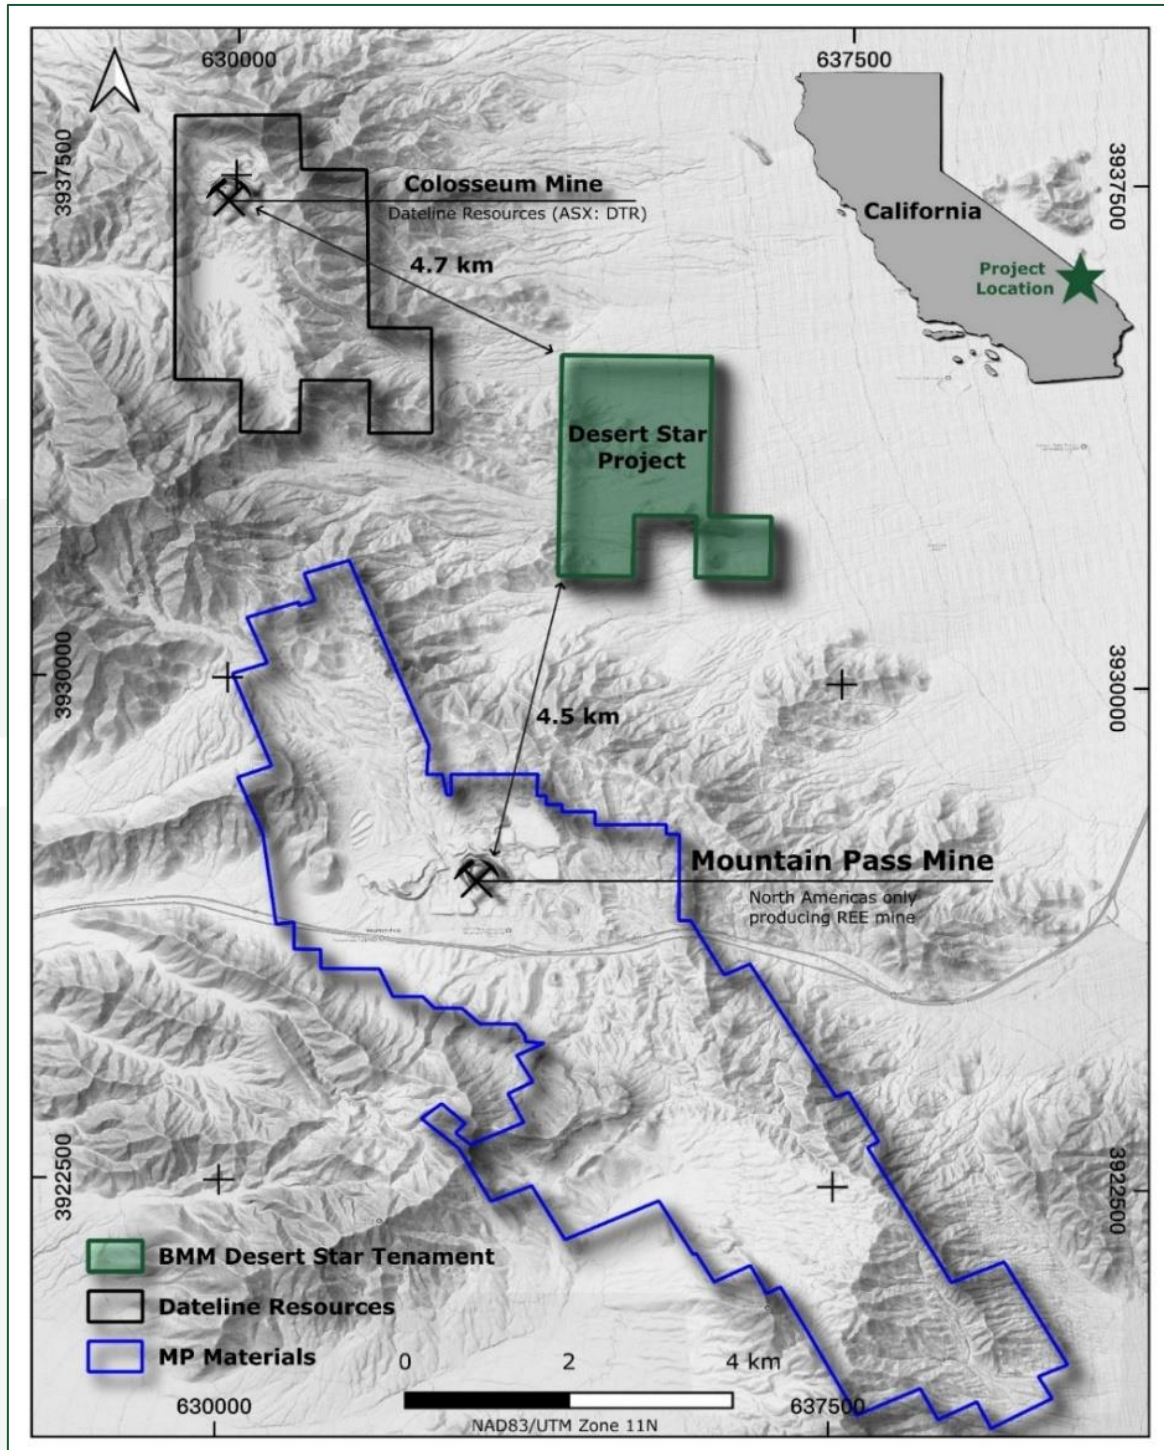 630000
637500
3937500
3937500
Colosseum Mine
Dateline Resources (ASX: DTR)
4.7 km
California
Project
Location
Desert Star
Project
3930000
3930000
4.5 km
Mountain Pass Mine
North Americas only
producing REE mine
3922500
3922500
BMM Desert Star Tenament
Dateline Resources
MP Materials
0 2 4 km
NAD83/UTM Zone 11N
630000
637500